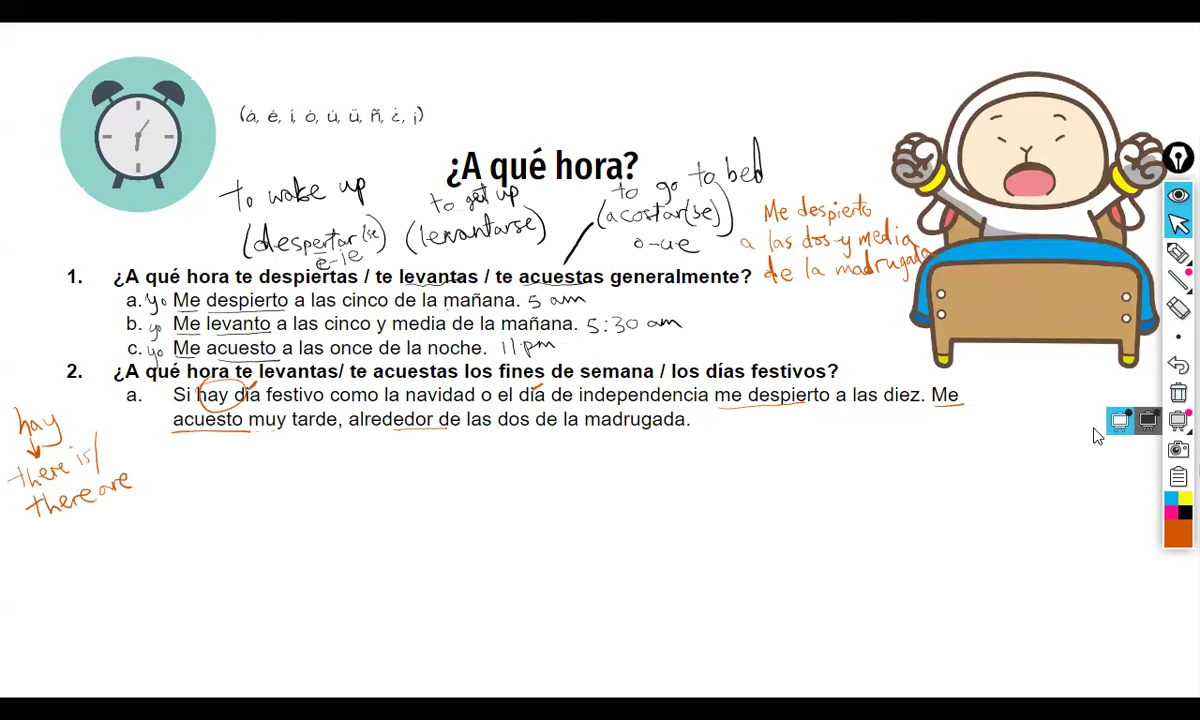 (á, é, í, ó, ú, ü, ñ, ¿, ¡)
¿A qué hora?
to wake up
to get up
to go to bed
(despertar(se)
e-ie
(levantarse)
(acostar(se))
o-ue
Me despierto
a las dos y media
de la madrugada
1. ¿A qué hora te despiertas / te levantas / te acuestas generalmente?
a. yo Me despierto a las cinco de la mañana. 5 am
b. yo Me levanto a las cinco y media de la mañana. 5:30 am
c. yo Me acuesto a las once de la noche. 11 pm
2. ¿A qué hora te levantas/ te acuestas los fines de semana / los días festivos?
a. Si hay día festivo como la navidad o el día de independencia me despierto a las diez. Me
acuesto muy tarde, alrededor de las dos de la madrugada.
hay
there is/
there are